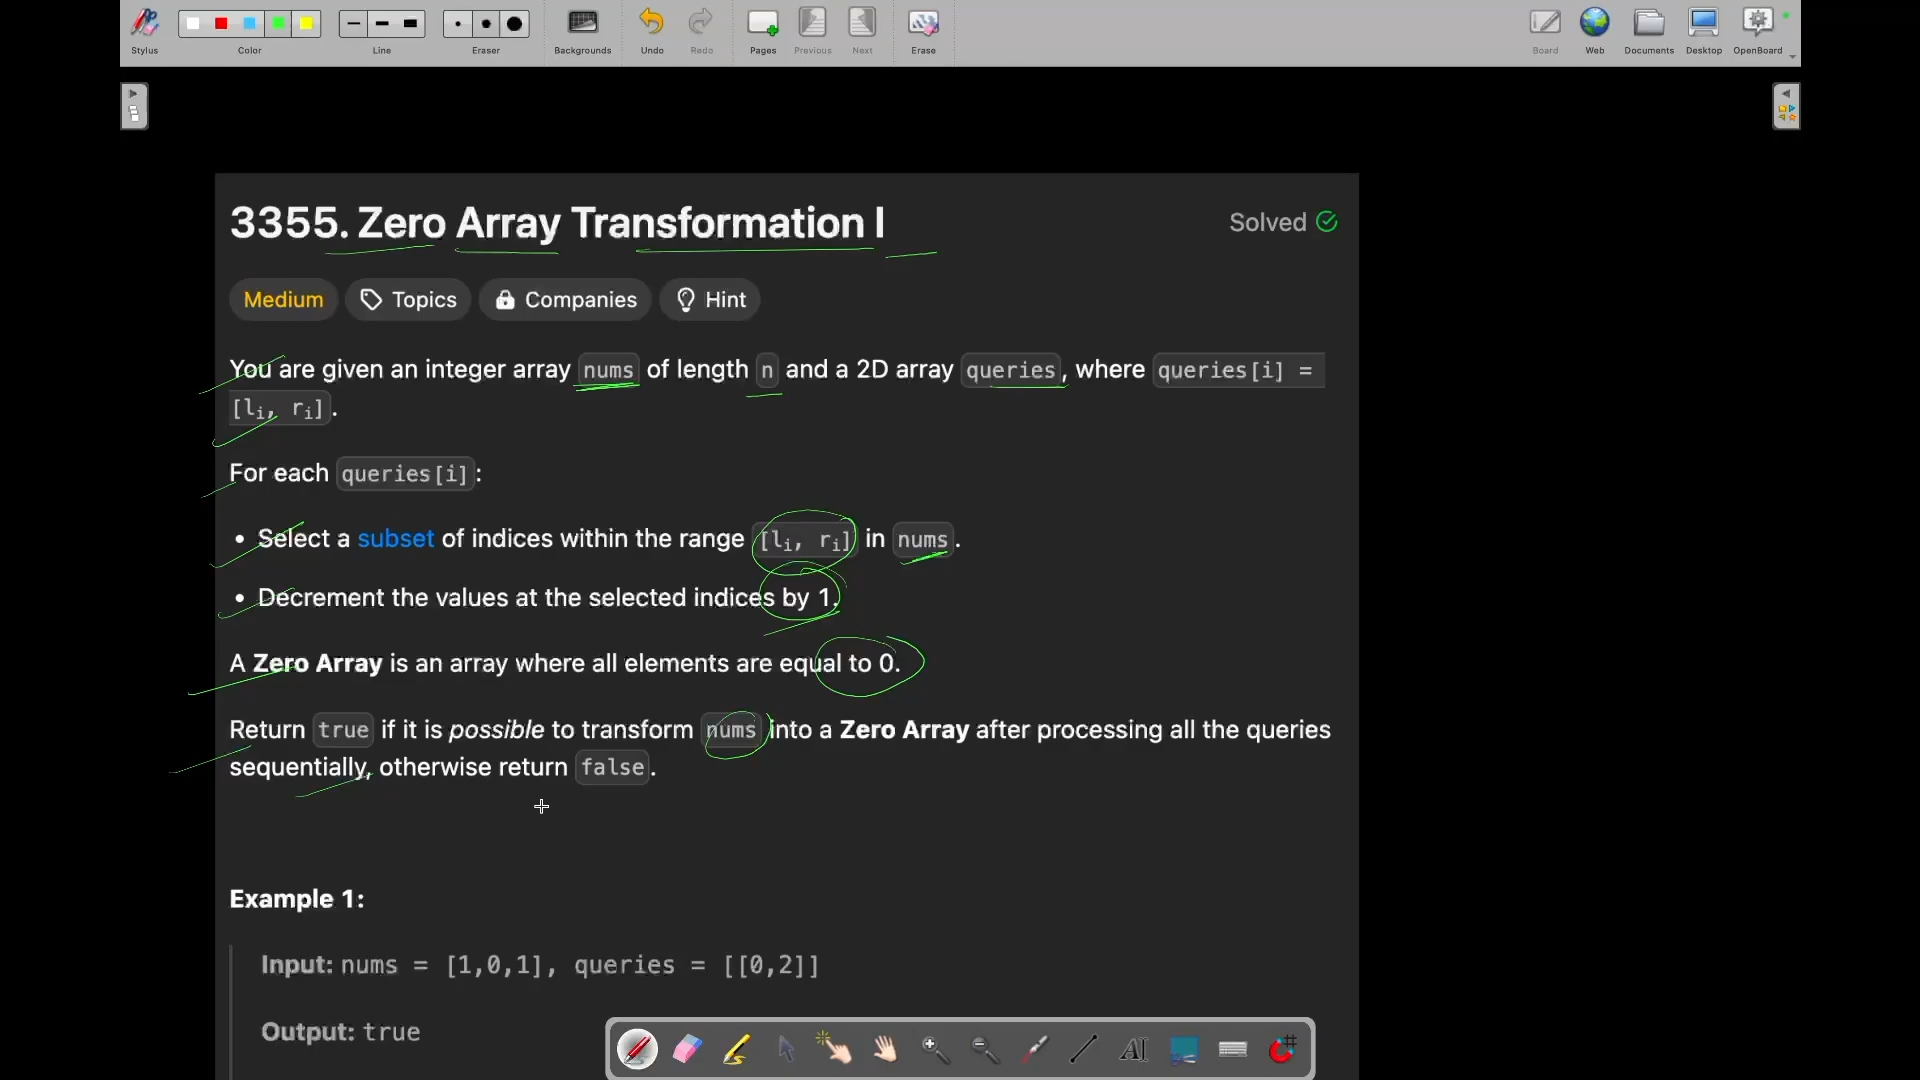 Stylus Color Line Eraser Backgrounds Undo Redo Pages Previous Next Erase Board Web Documents Desktop OpenBoard
3355. Zero Array Transformation I
Solved
Medium Topics Companies Hint
You are given an integer array nums of length n and a 2D array queries, where queries[i] =
[li, ri].
For each queries[i]:
• Select a subset of indices within the range [li, ri] in nums.
• Decrement the values at the selected indices by 1.
A Zero Array is an array where all elements are equal to 0.
Return true if it is possible to transform nums into a Zero Array after processing all the queries
sequentially, otherwise return false.
Example 1:
Input: nums = [1,0,1], queries = [[0,2]]
Output: true
AI